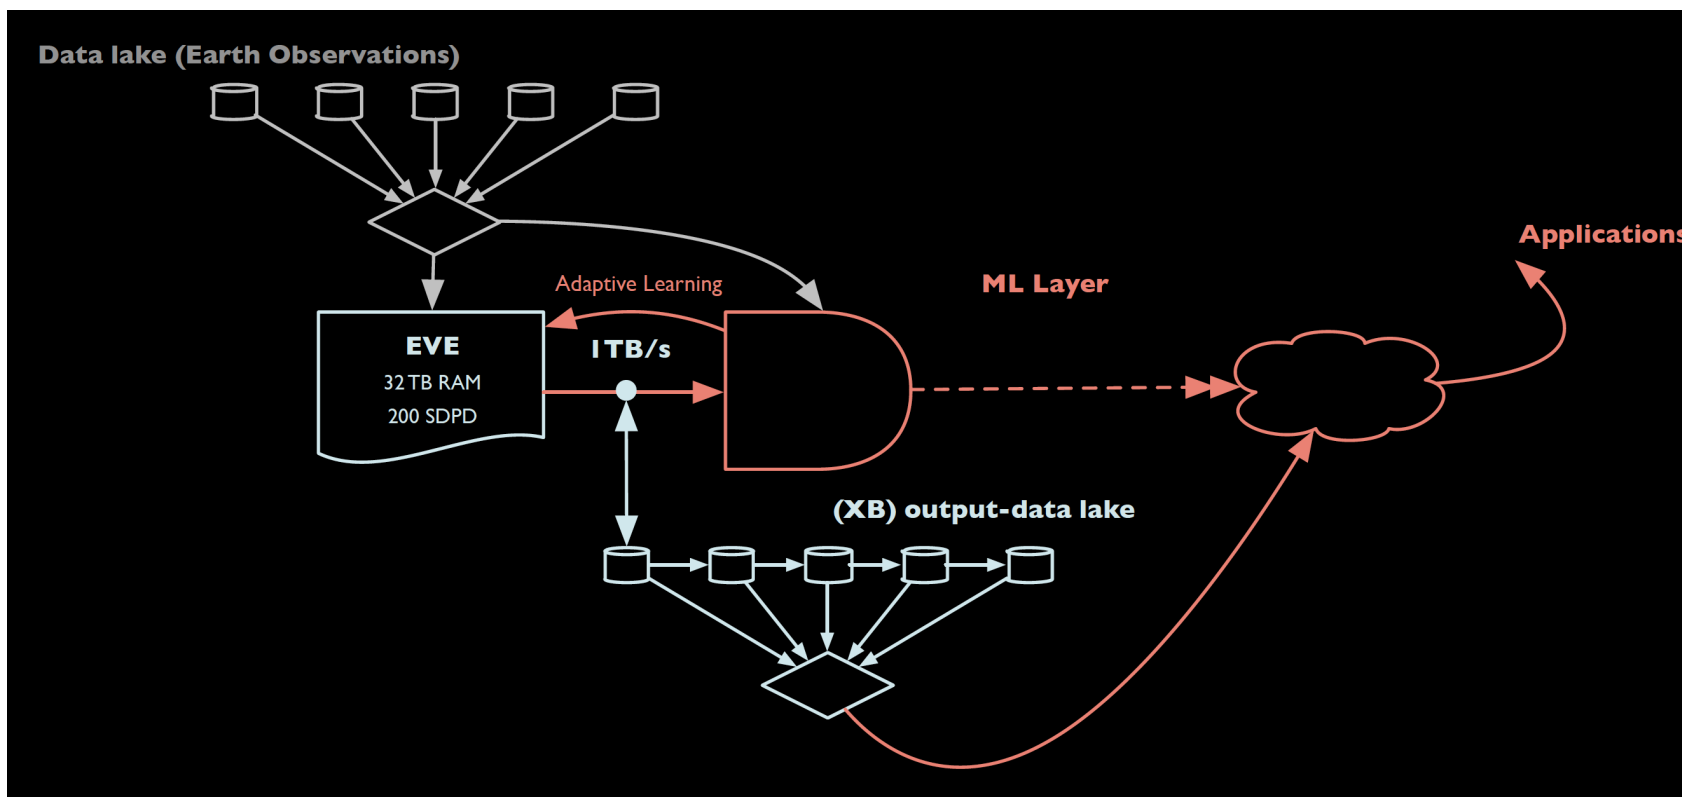 Data lake (Earth Observations)
Applications
Adaptive Learning
ML Layer
EVE
1TB/s
32 TB RAM
200 SDPD
(XB) output-data lake